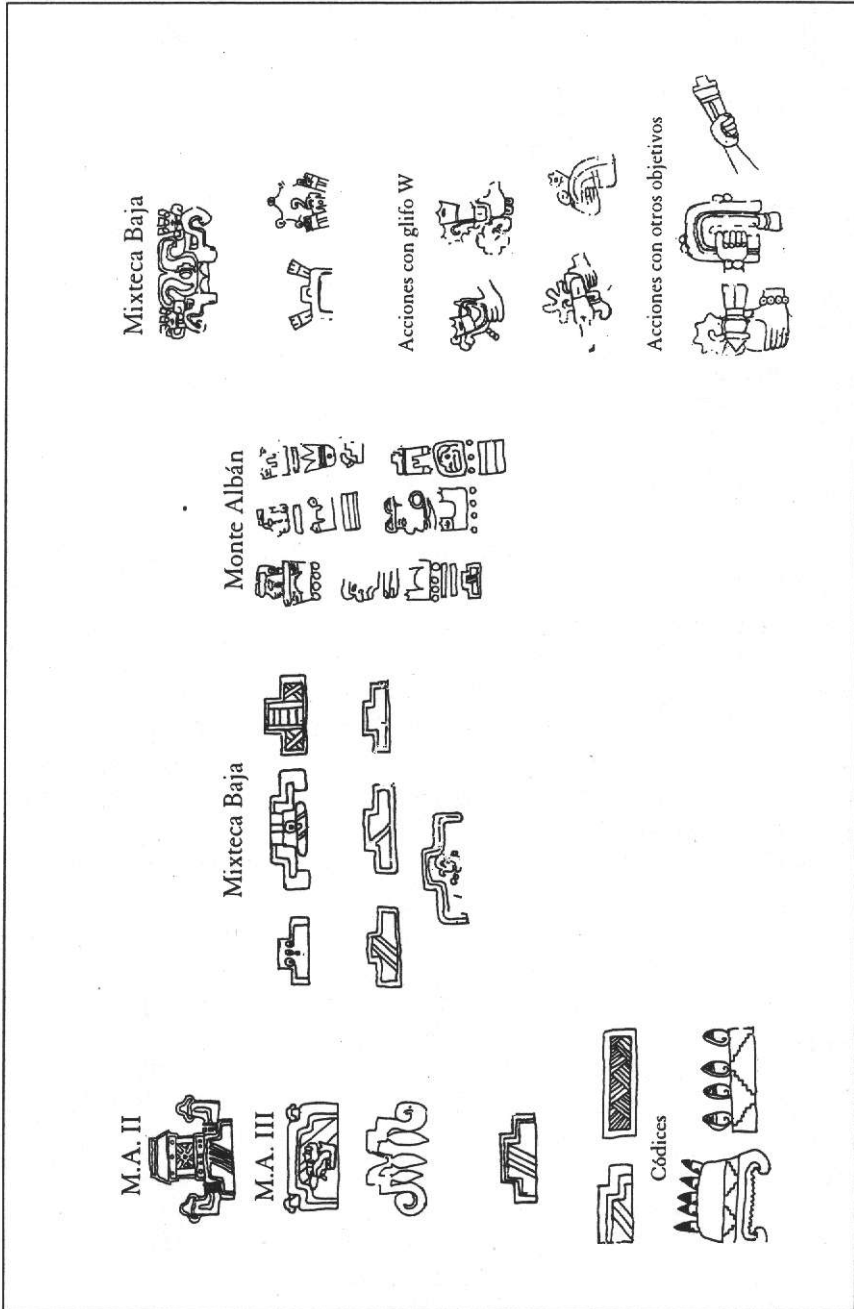 M.A. II
M.A. III
Códices
Mixteca Baja
Monte Albán
Mixteca Baja
Acciones con glifo W
Acciones con otros objetivos